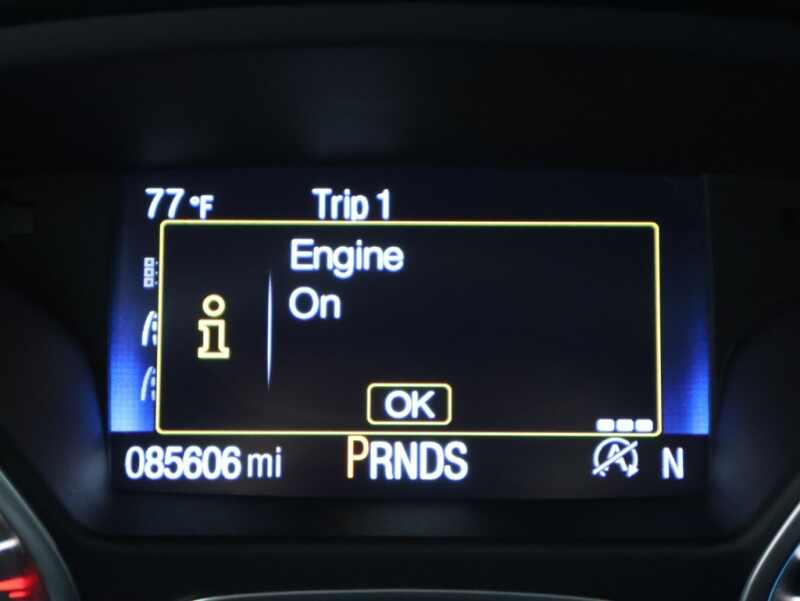 77°F Trip 1
Engine
On
OK
085606 mi PRNDS A N